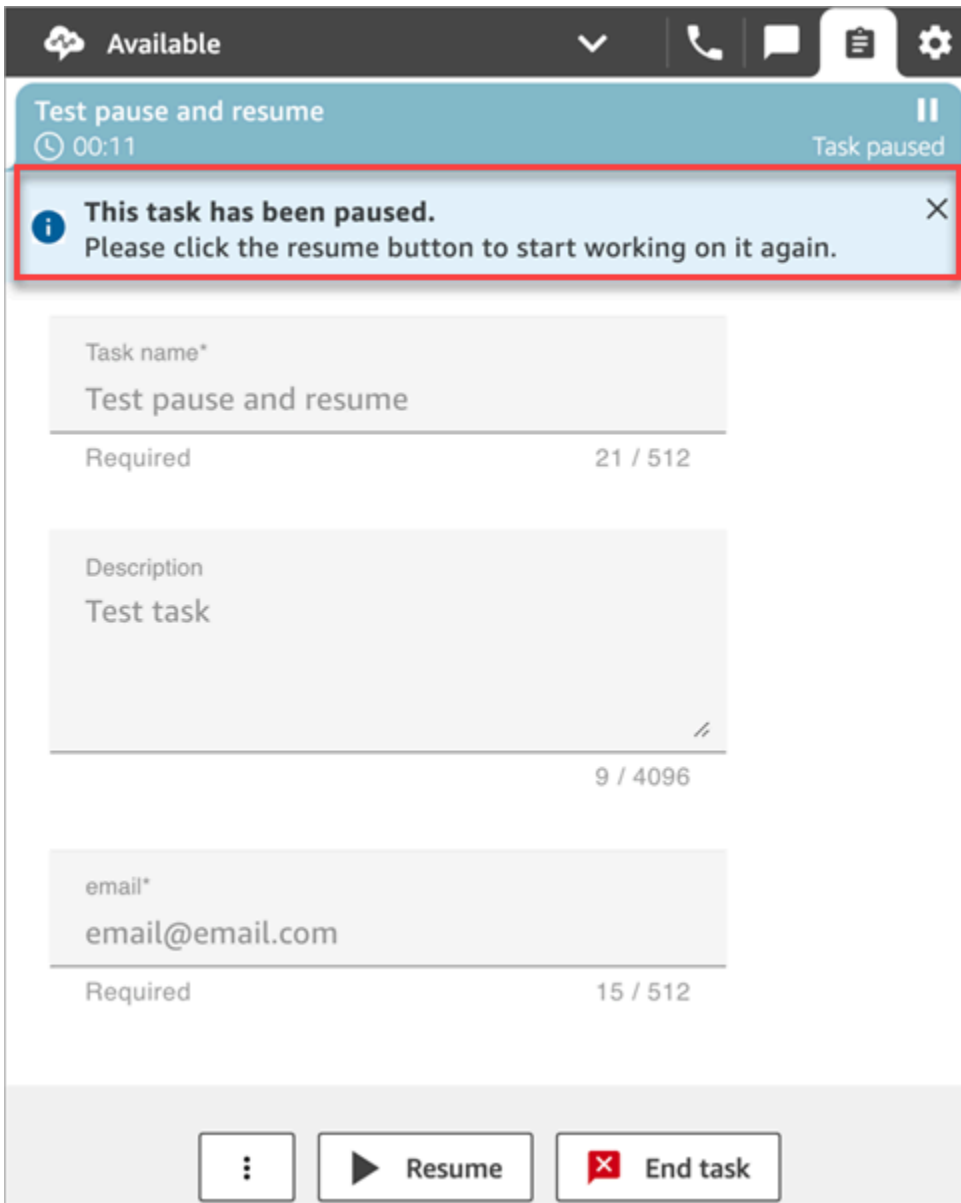 Available
Test pause and resume
00:11
Task paused
This task has been paused.
Please click the resume button to start working on it again.
Task name*
Test pause and resume
Required
21 / 512
Description
Test task
9 / 4096
email*
email@email.com
Required
15 / 512
Resume
End task